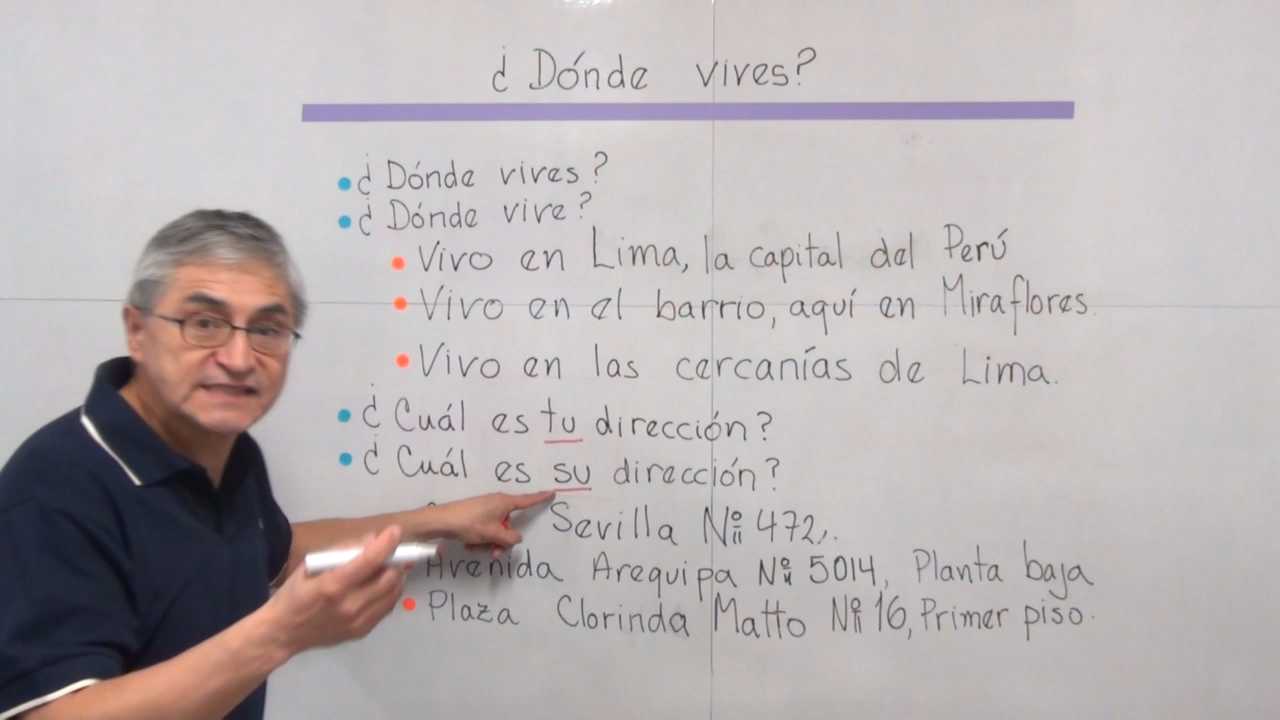 ¿Dónde vives?
¿Dónde vives?
¿Dónde vive?
Vivo en Lima, la capital del Perú
Vivo en el barrio, aquí en Miraflores.
Vivo en las cercanías de Lima.
¿Cuál es tu dirección?
¿Cuál es su dirección?
Sevilla Nº 472,.
Avenida Arequipa Nº 5014, Planta baja
Plaza Clorinda Matto Nº 16, Primer piso.